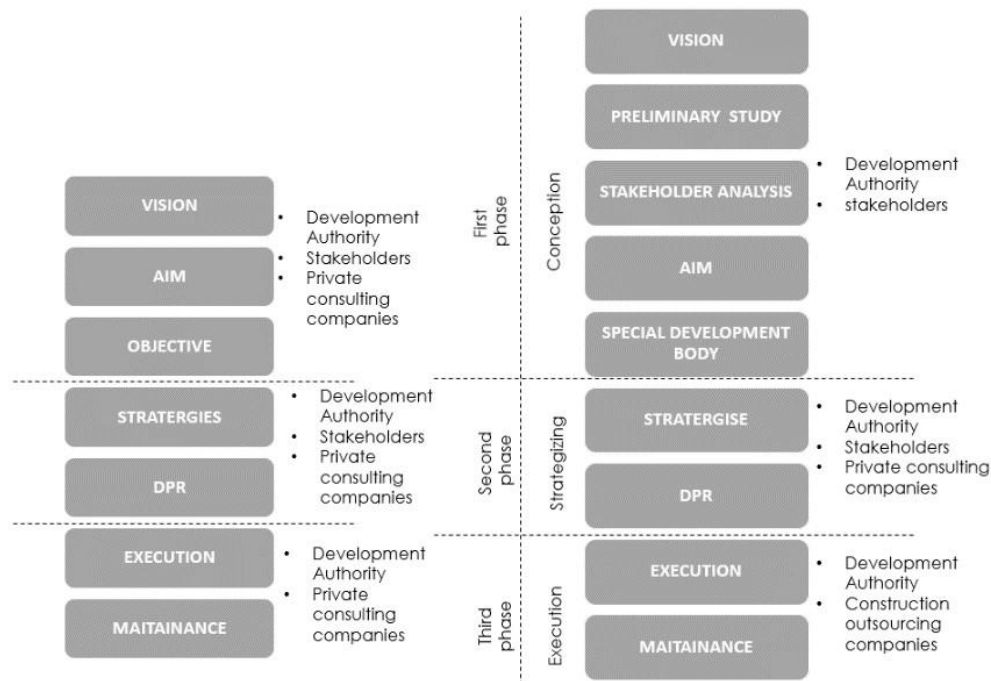 VISION
AIM
OBJECTIVE
• Development
Authority
• Stakeholders
• Private
consulting
companies
STRATERGIES
DPR
• Development
Authority
• Stakeholders
• Private
consulting
companies
EXECUTION
MAITAINANCE
• Development
Authority
• Private
consulting
companies
First
phase
Conception
VISION
PRELIMINARY STUDY
STAKEHOLDER ANALYSIS
AIM
SPECIAL DEVELOPMENT
BODY
• Development
Authority
• stakeholders
Second
phase
Strategizing
STRATERGISE
DPR
• Development
Authority
• Stakeholders
• Private consulting
companies
Third
phase
Execution
EXECUTION
MAITAINANCE
• Development
Authority
• Construction
outsourcing
companies